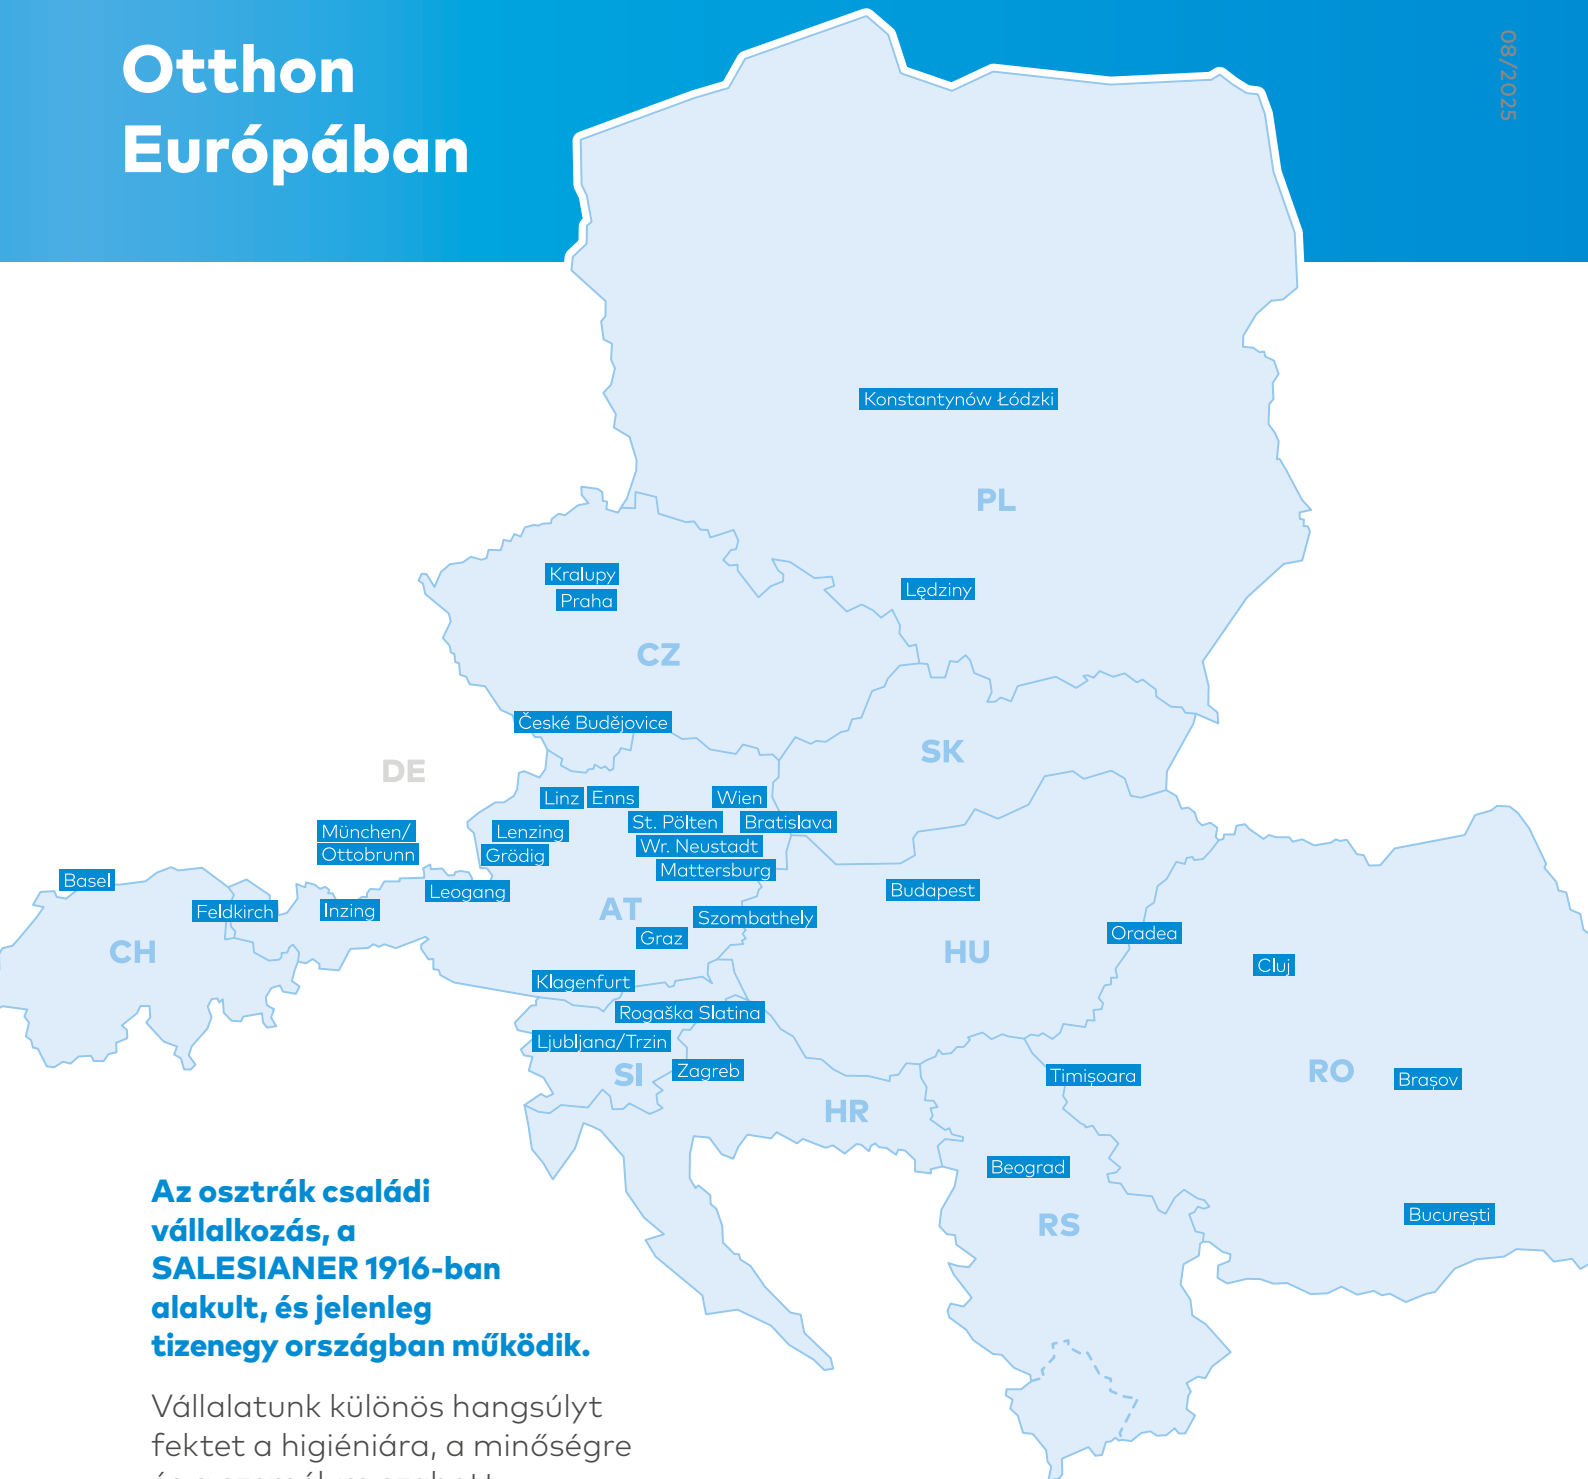 Otthon
Európában
08/2025
Konstantynów Łódzki
PL
Kralupy
Praha
Lędziny
CZ
České Budějovice
SK
DE
Linz
Enns
Wien
München/
Ottobrunn
Lenzing
St. Pölten
Bratislava
Grödig
Wr. Neustadt
Mattersburg
Basel
Leogang
Budapest
Feldkirch
Inzing
AT
Szombathely
Graz
CH
HU
Oradea
Cluj
Klagenfurt
Rogaška Slatina
Ljubljana/Trzin
SI
Zagreb
Timișoara
RO
Brașov
HR
Beograd
RS
București
Az osztrák családi
vállalkozás, a
SALESIANER 1916-ban
alakult, és jelenleg
tizenegy országban működik.
Vállalatunk különös hangsúlyt
fektet a higiéniára, a minőségre